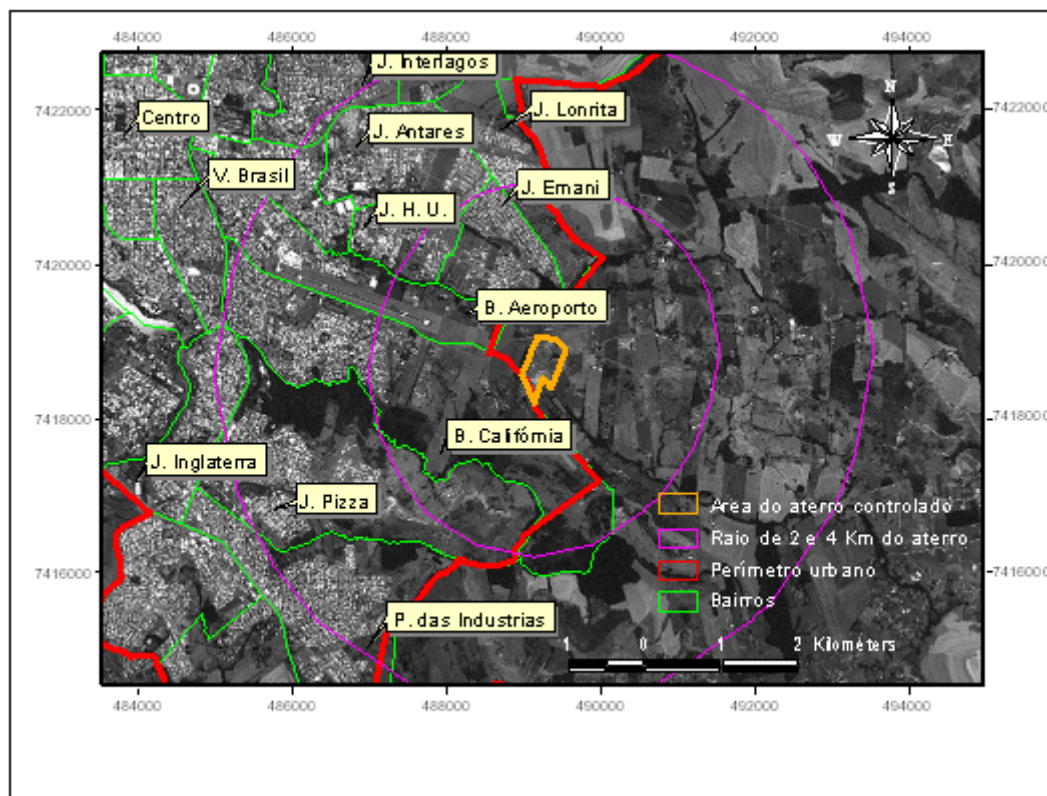 484000 486000 488000 490000 492000 494000
J. Interlagos
7422000
7422000
Centro
J. Lonrita
J. Antares
N
W
E
S
V. Brasil
J. Ernani
J. H. U.
7420000
7420000
B. Aeroporto
7418000
7418000
B. Califórnia
J. Inglaterra
J. Pizza
Area do aterro controlado
Raio de 2 e 4 Km do aterro
Perímetro urbano
Bairros
7416000
7416000
P. das Industrias
1 0 1 2 Kilométers
484000 486000 488000 490000 492000 494000